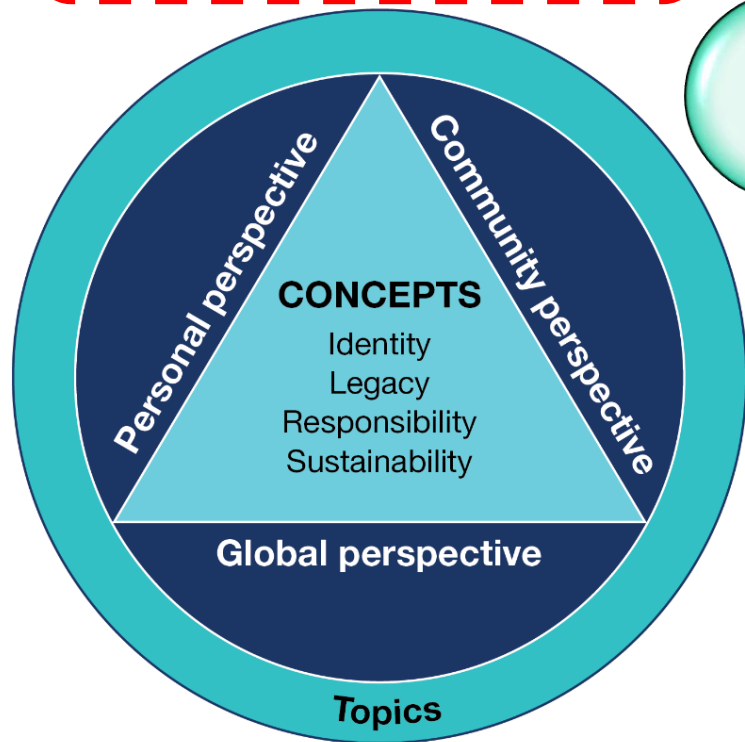 Personal perspective
Community perspective
CONCEPTS
Identity
Legacy
Responsibility
Sustainability
Global perspective
Topics